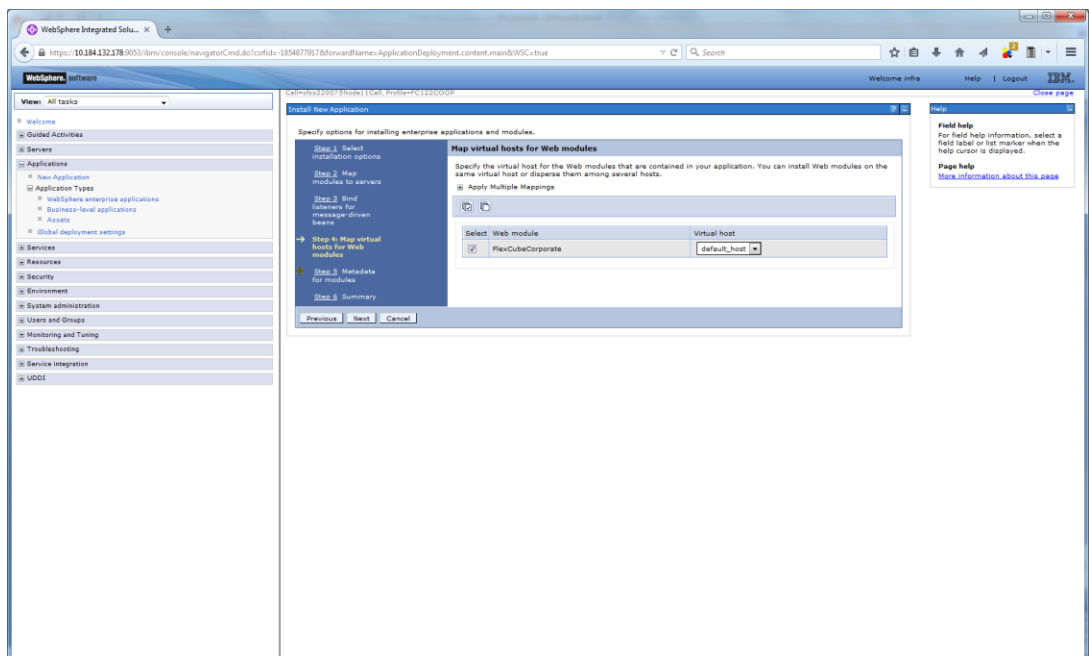 WebSphere Integrated Solu... × +
https://10.184.132.178:9053/ibm/console/navigatorCmd.do?csrfid=-1854877917&forwardName=ApplicationDeployment.content.main&WSC=true
Search
WebSphere. software
Welcome infra
Help | Logout
IBM.
View: All tasks
Welcome
Guided Activities
Servers
Applications
New Application
Application Types
WebSphere enterprise applications
Business-level applications
Assets
Global deployment settings
Services
Resources
Security
Environment
System administration
Users and Groups
Monitoring and Tuning
Troubleshooting
Service integration
UDDI
Close page
Install New Application
Specify options for installing enterprise applications and modules.
Step 1 Select
installation options
Step 2 Map
modules to servers
Step 3 Bind
listeners for
message-driven
beans
Step 4: Map virtual
hosts for Web
modules
Step 5 Metadata
for modules
Step 6 Summary
Map virtual hosts for Web modules
Specify the virtual host for the Web modules that are contained in your application. You can install Web modules on the
same virtual host or disperse them among several hosts.
Apply Multiple Mappings
Select Web module Virtual host
FlexCubeCorporate default_host
Previous Next Cancel
Help
Field help
For field help information, select a
field label or list marker when the
help cursor is displayed.
Page help
More information about this page